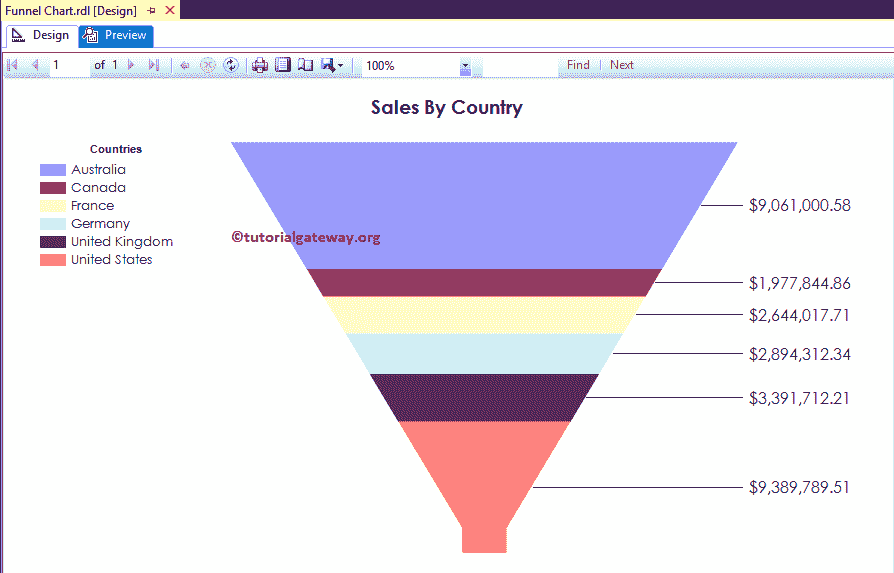 Funnel Chart.rdl [Design]
Design Preview
1 of 1 100% Find | Next
Sales By Country
Countries
Australia
Canada
France
Germany
United Kingdom
United States
©tutorialgateway.org
$9,061,000.58
$1,977,844.86
$2,644,017.71
$2,894,312.34
$3,391,712.21
$9,389,789.51